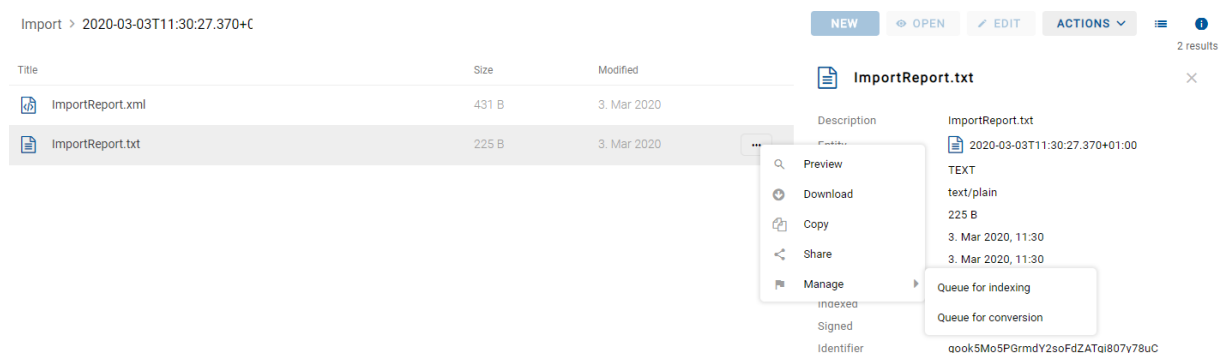 Import > 2020-03-03T11:30:27.370+0
NEW
OPEN
EDIT
ACTIONS
2 results
Title Size Modified
ImportReport.xml 431 B 3. Mar 2020
ImportReport.txt 225 B 3. Mar 2020
ImportReport.txt
Description ImportReport.txt
Entity 2020-03-03T11:30:27.370+01:00
TEXT
text/plain
225 B
3. Mar 2020, 11:30
3. Mar 2020, 11:30
Preview
Download
Copy
Share
Manage
Queue for indexing
Queue for conversion
Indexed
Signed
Identifier